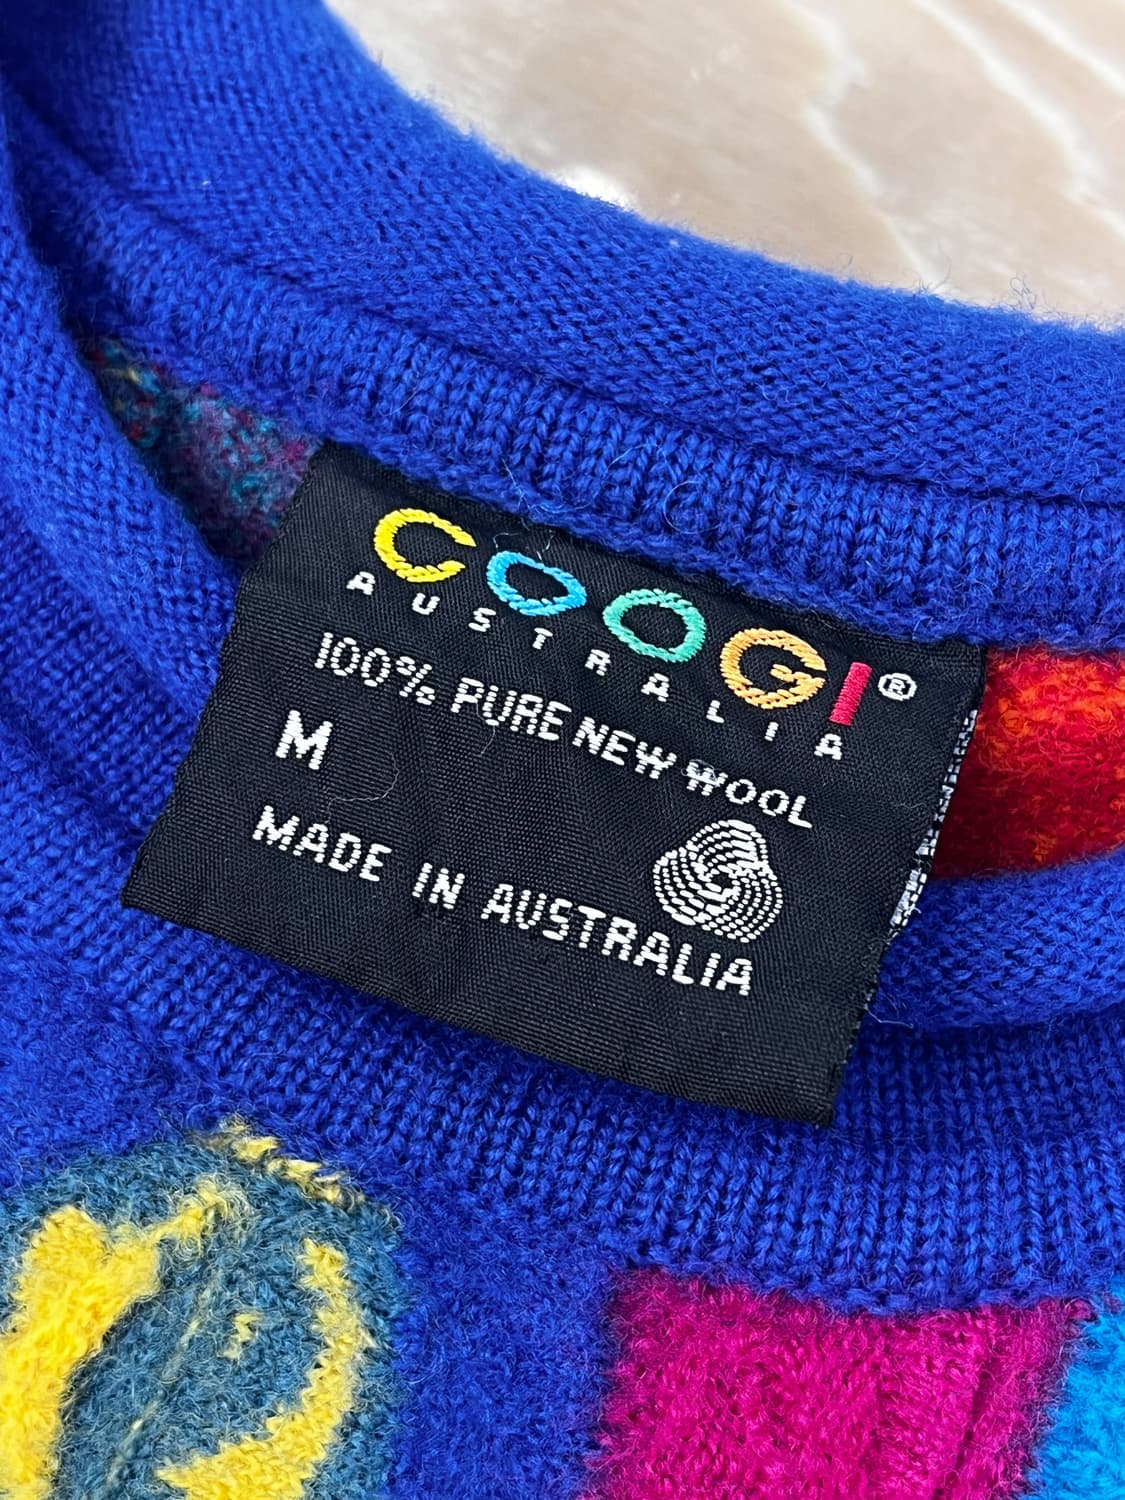 COOGI®
AUSTRALIA
100% PURE NEW WOOL
M
MADE IN AUSTRALIA